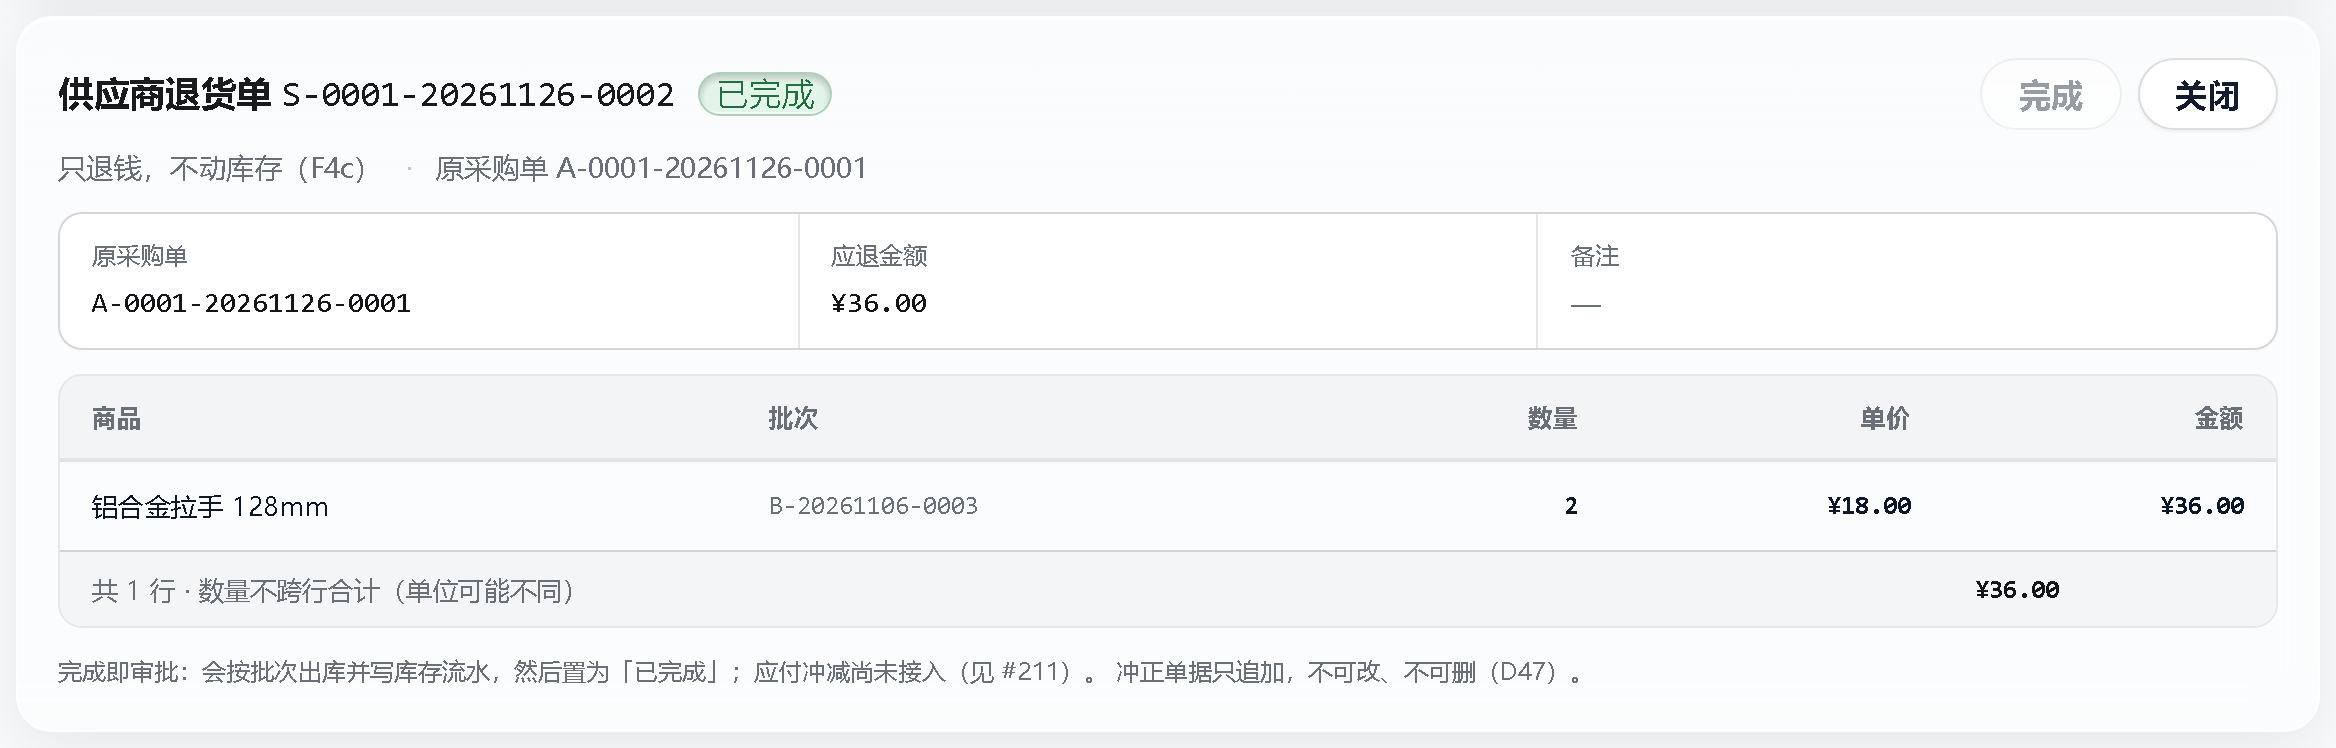 供应商退货单 S-0001-20261126-0002 已完成 完成 关闭
只退钱，不动库存（F4c） · 原采购单 A-0001-20261126-0001
原采购单 应退金额 备注
A-0001-20261126-0001 ¥36.00 —
商品 批次 数量 单价 金额
铝合金拉手 128mm B-20261106-0003 2 ¥18.00 ¥36.00
共 1 行 · 数量不跨行合计（单位可能不同） ¥36.00
完成即审批：会按批次出库并写库存流水，然后置为「已完成」；应付冲减尚未接入（见 #211）。 冲正单据只追加，不可改、不可删（D47）。